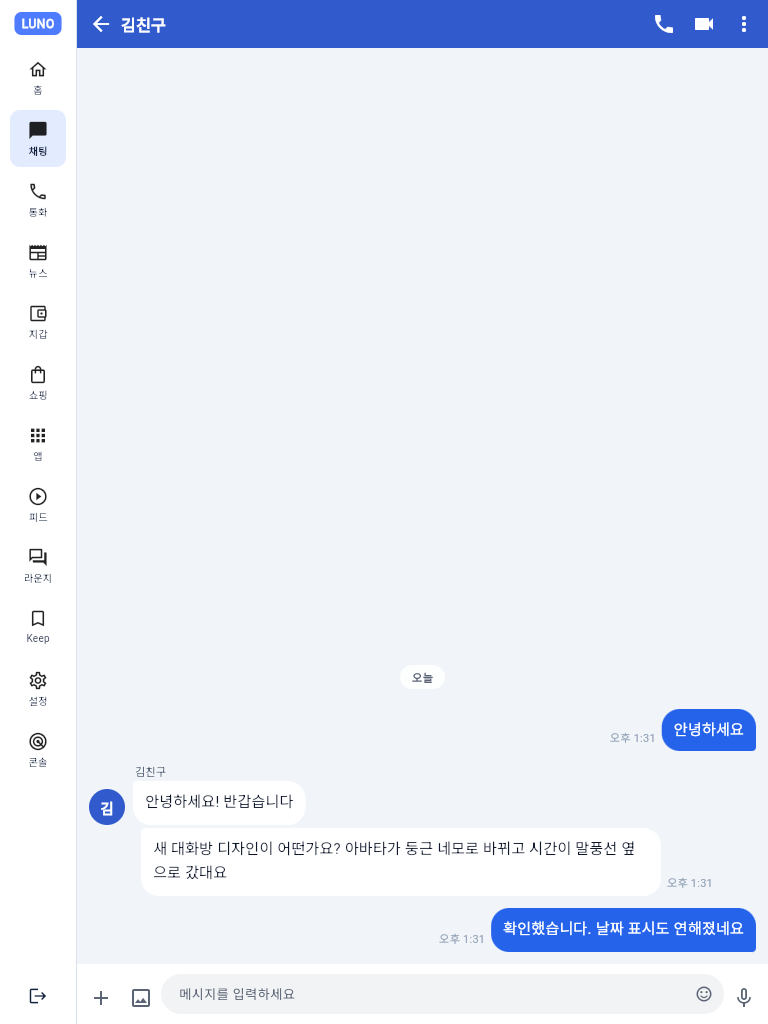 LUNO
홈
채팅
통화
뉴스
지갑
쇼핑
앱
피드
라운지
Keep
설정
콘솔
김친구
오늘
안녕하세요
오후 1:31
김친구
김
안녕하세요! 반갑습니다
새 대화방 디자인이 어떤가요? 아바타가 둥근 네모로 바뀌고 시간이 말풍선 옆
으로 갔대요
오후 1:31
확인했습니다. 날짜 표시도 연해졌네요
오후 1:31
메시지를 입력하세요